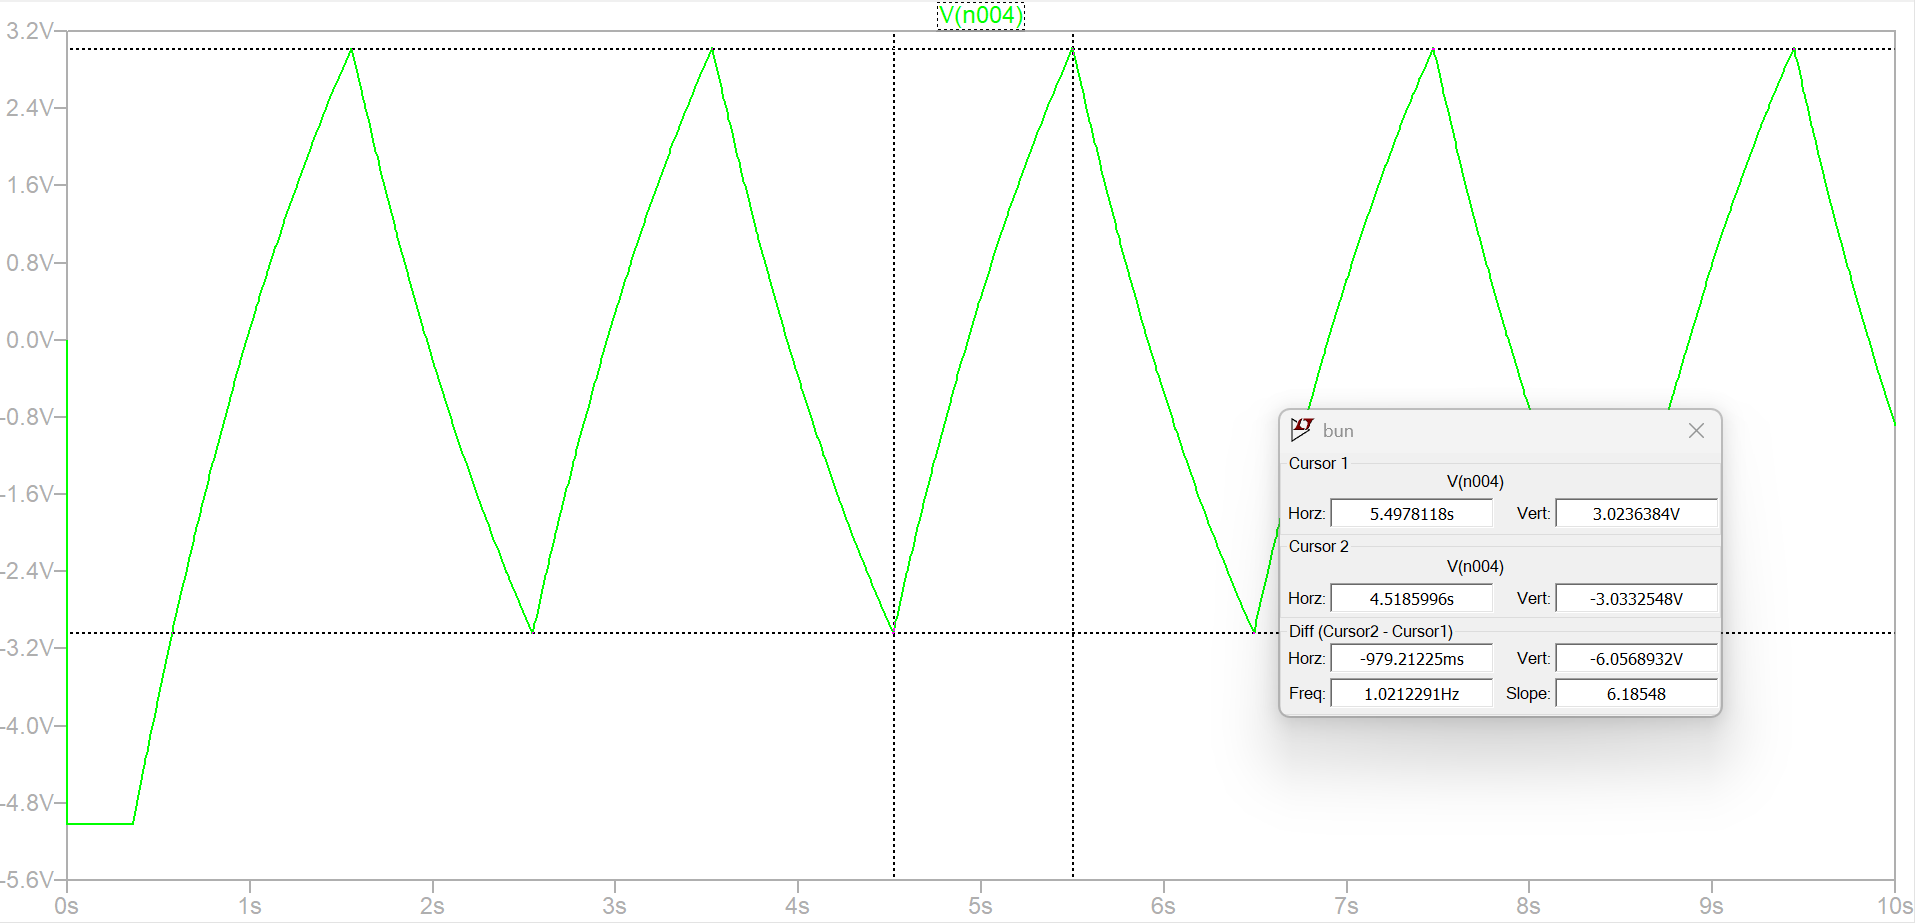 V(n004)
3.2V
2.4V
1.6V
0.8V
0.0V
-0.8V
-1.6V
-2.4V
-3.2V
-4.0V
-4.8V
-5.6V
0s 1s 2s 3s 4s 5s 6s 7s 8s 9s 10s
bun
Cursor 1
V(n004)
Horz: 5.4978118s Vert: 3.0236384V
Cursor 2
V(n004)
Horz: 4.5185996s Vert: -3.0332548V
Diff (Cursor2 - Cursor1)
Horz: -979.21225ms Vert: -6.0568932V
Freq: 1.0212291Hz Slope: 6.18548